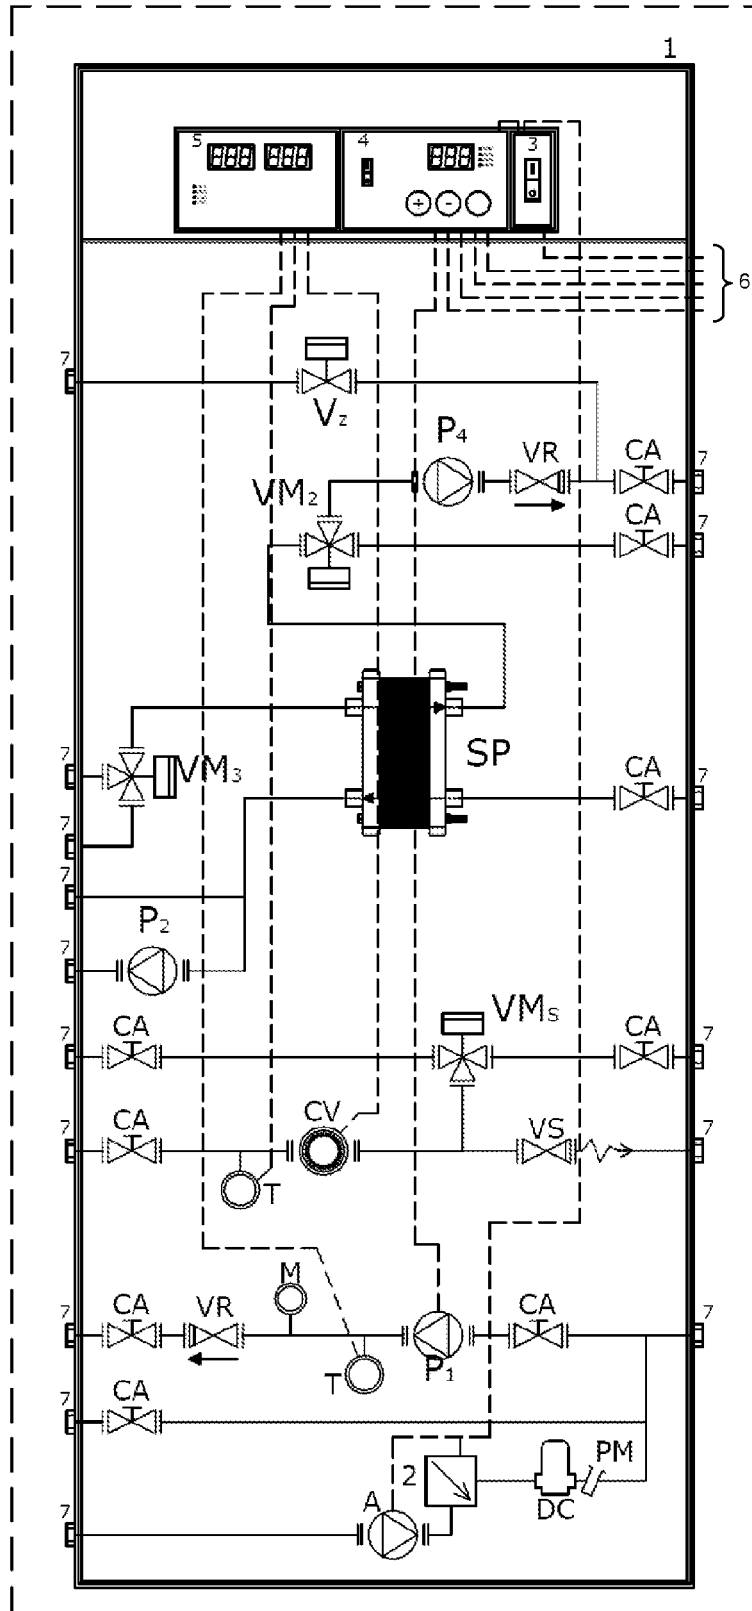 1
5 4 3
888 888 888
+ -
6
7
Vz
P4 VR CA 7
VM2 CA 7
SP
7 VM3 CA 7
7
7
P2
7
VMs
7 CA CA 7
7 CA CV VS 7
T
M
7 CA VR CA 7
T P1
7 CA
2 PM
A DC
7